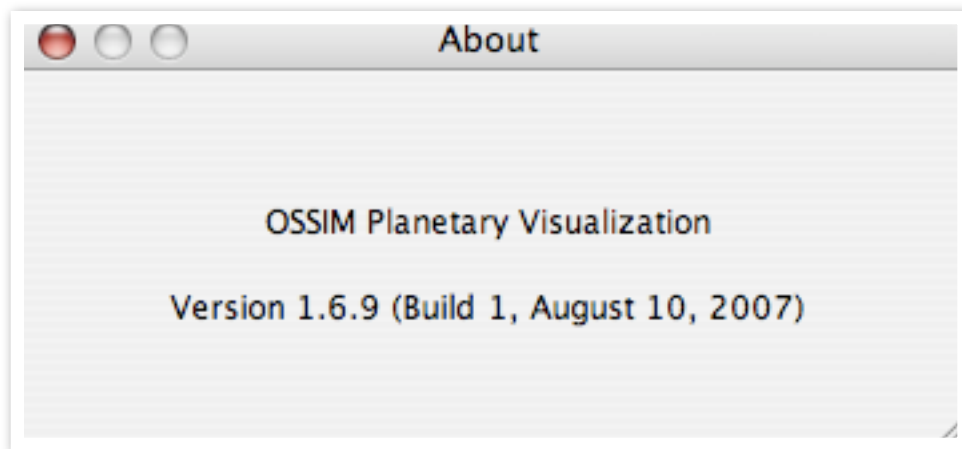 About
OSSIM Planetary Visualization
Version 1.6.9 (Build 1, August 10, 2007)